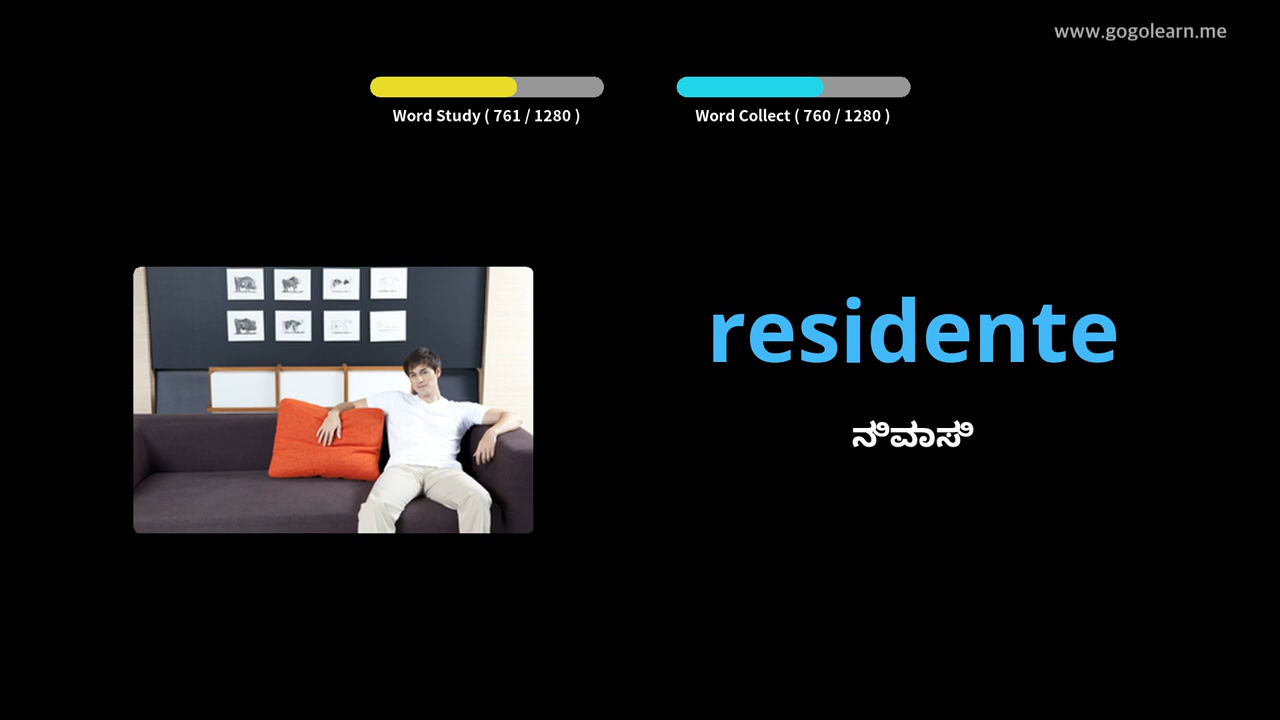 www.gogolearn.me
Word Study ( 761 / 1280 )
Word Collect ( 760 / 1280 )
residente
ನಿವಾಸಿ